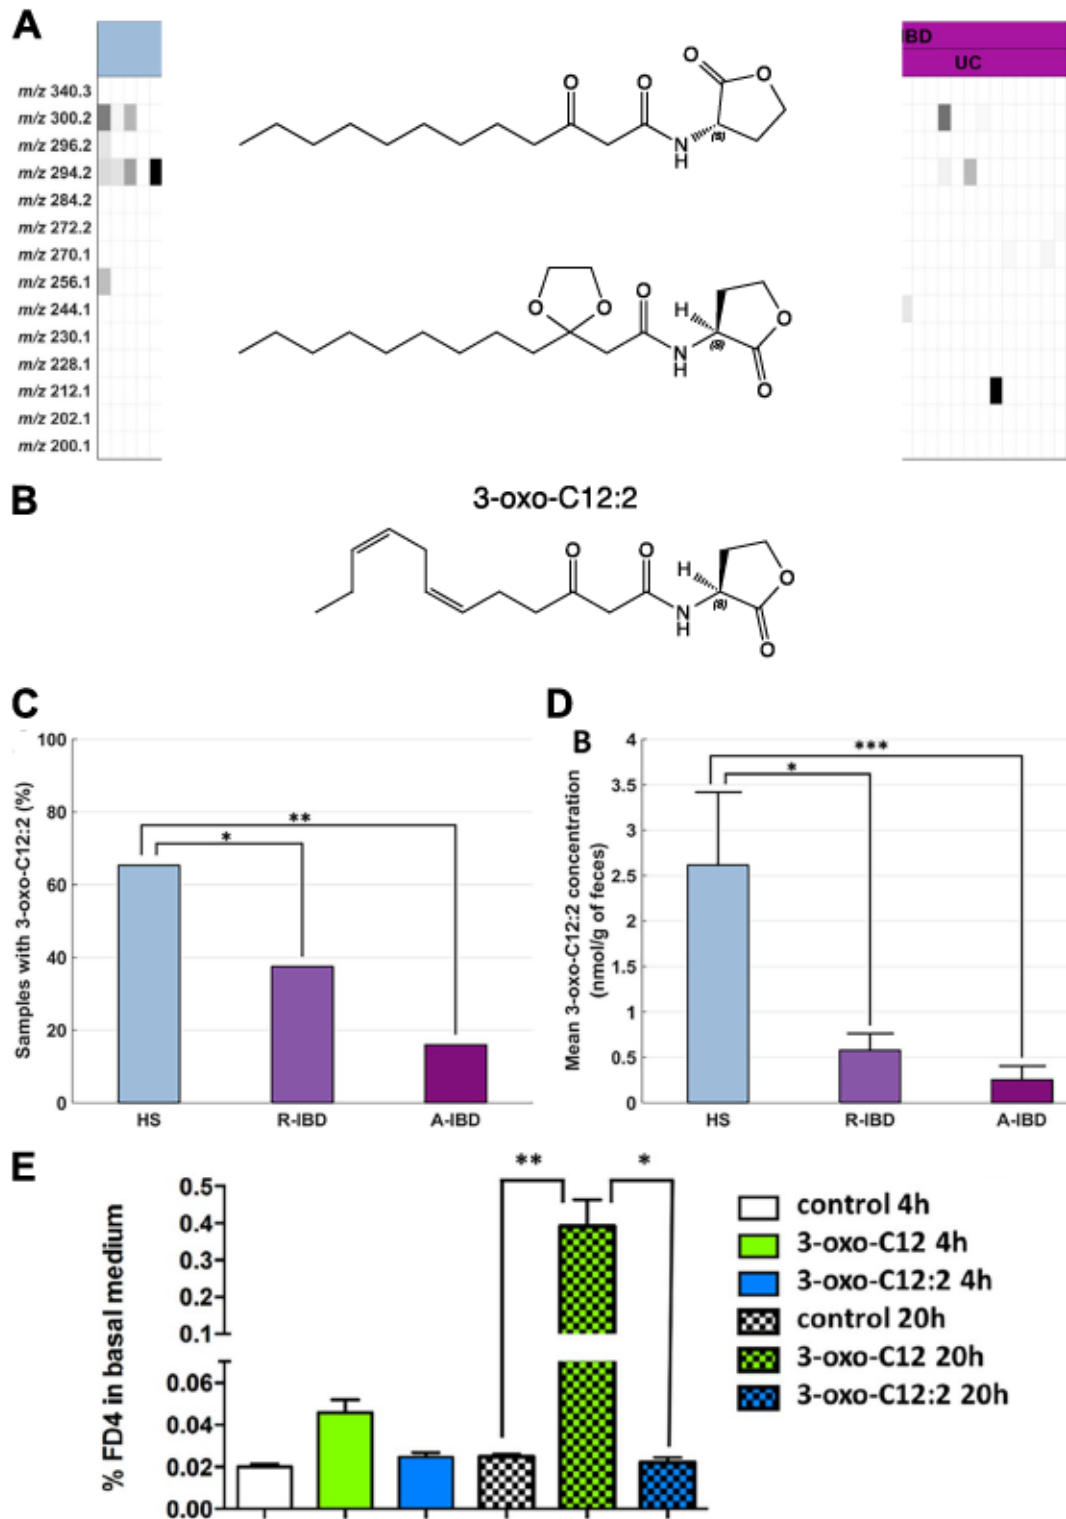 A
IBD
UC
m/z 340.3
m/z 300.2
m/z 296.2
m/z 294.2
m/z 284.2
m/z 272.2
m/z 270.1
m/z 256.1
m/z 244.1
m/z 230.1
m/z 228.1
m/z 212.1
m/z 202.1
m/z 200.1
O O N H (S) O O
O O O N H H (S) O O
B
3-oxo-C12:2
O O N H H (S) O O
C
Samples with 3-oxo-C12:2 (%)
100
80
60
40
20
0
** 
*
HS R-IBD A-IBD
D
B
Mean 3-oxo-C12:2 concentration
(nmol/g of feces)
4
3.5
3
2.5
2
1.5
1
0.5
0
***
*
HS R-IBD A-IBD
E
% FD4 in basal medium
0.5
0.4
0.3
0.2
0.1
0.06
0.04
0.02
0.00
** *
control 4h
3-oxo-C12 4h
3-oxo-C12:2 4h
control 20h
3-oxo-C12 20h
3-oxo-C12:2 20h